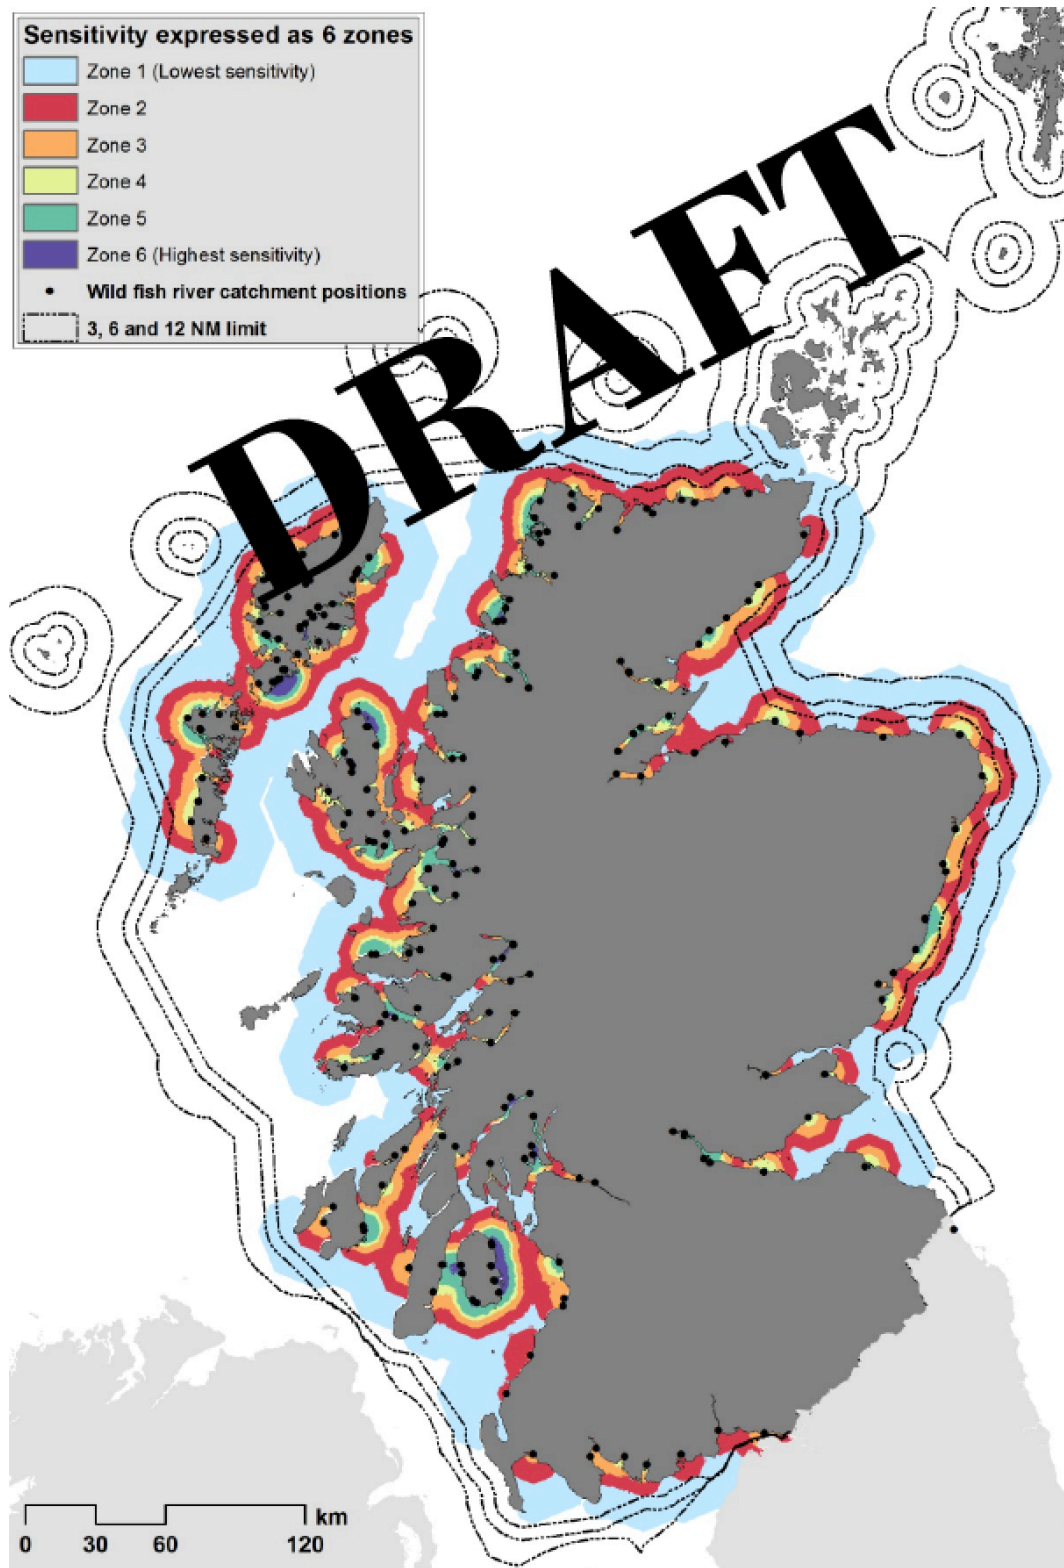 Sensitivity expressed as 6 zones
Zone 1 (Lowest sensitivity)
Zone 2
Zone 3
Zone 4
Zone 5
Zone 6 (Highest sensitivity)
Wild fish river catchment positions
3, 6 and 12 NM limit
DRAFT
km
0 30 60 120